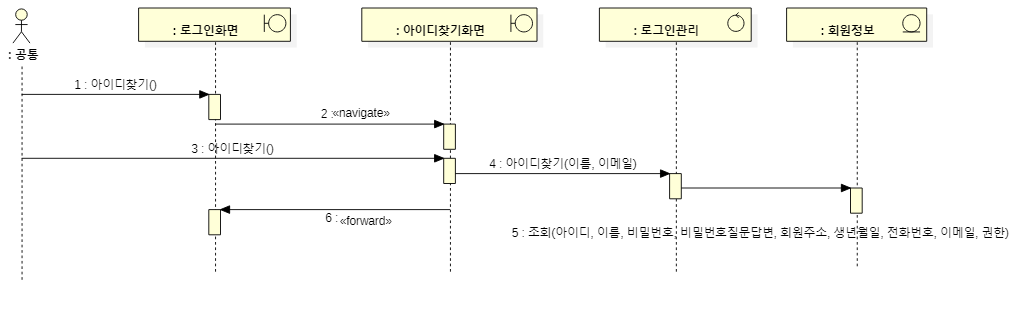 : 공통
: 로그인화면
: 아이디찾기화면
: 로그인관리
: 회원정보
1 : 아이디찾기()
2 : «navigate»
3 : 아이디찾기()
4 : 아이디찾기(이름, 이메일)
6 : «forward»
5 : 조회(아이디, 이름, 비밀번호, 비밀번호질문답변, 회원주소, 생년월일, 전화번호, 이메일, 권한)